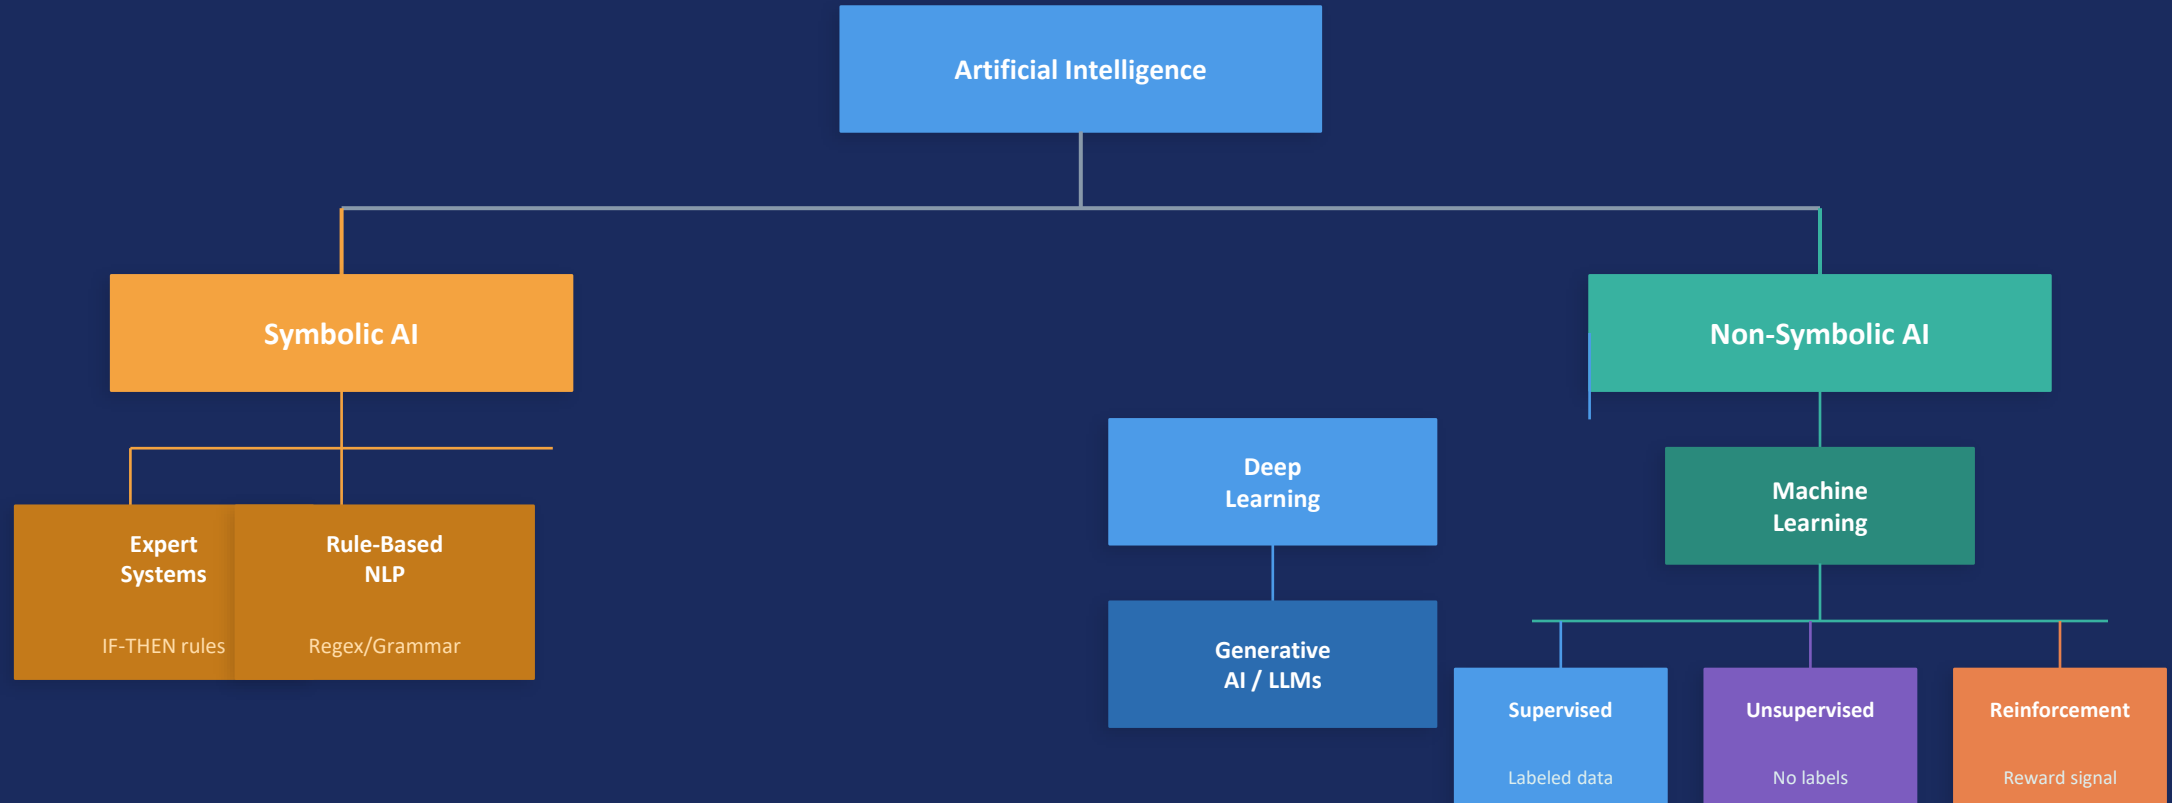 Artificial Intelligence
Symbolic AI
Non-Symbolic AI
Expert
Systems
IF-THEN rules
Rule-Based
NLP
Regex/Grammar
Deep
Learning
Generative
AI / LLMs
Machine
Learning
Supervised
Labeled data
Unsupervised
No labels
Reinforcement
Reward signal